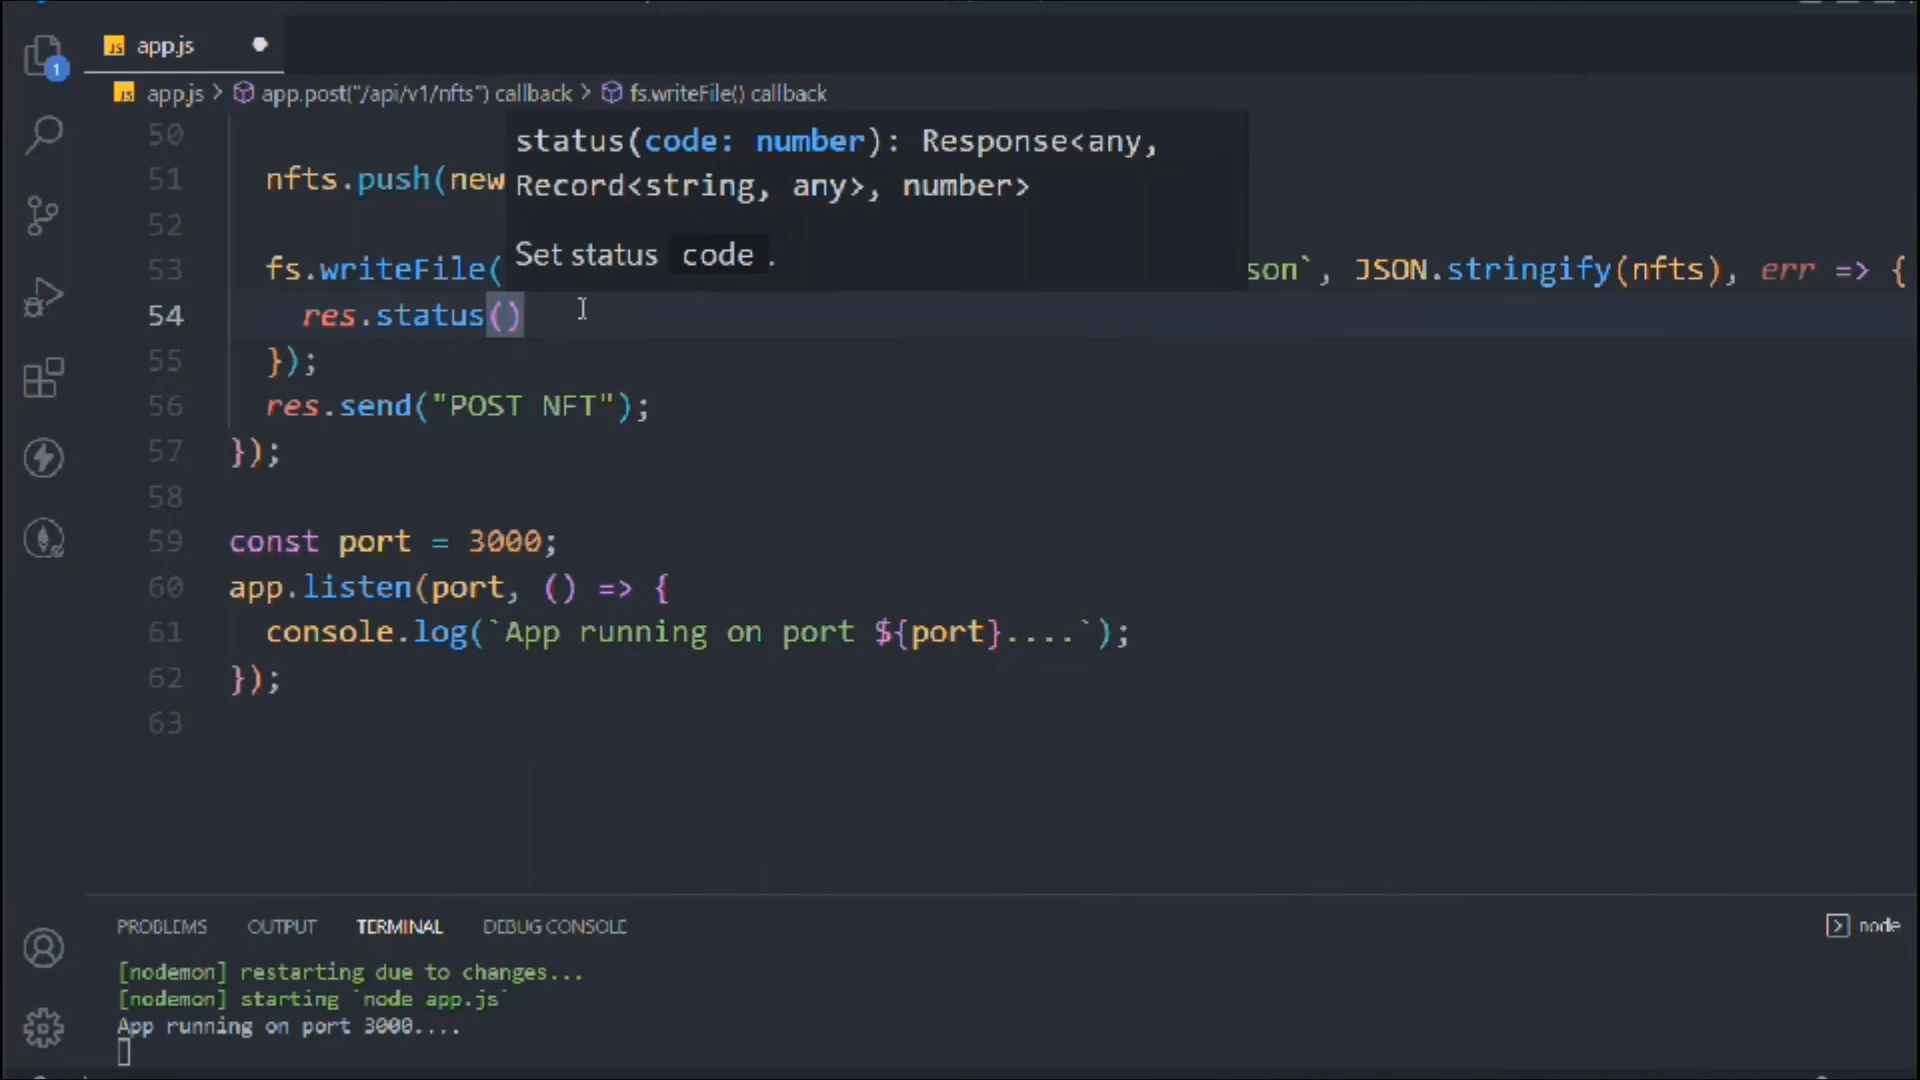 app.js
1
app.js > app.post("/api/v1/nfts") callback > fs.writeFile() callback
50
status(code: number): Response<any,
Record<string, any>, number>
Set status code .
51 nfts.push(new
52
53 fs.writeFile( son`, JSON.stringify(nfts), err => {
54 res.status()
55 });
56 res.send("POST NFT");
57 });
58
59 const port = 3000;
60 app.listen(port, () => {
61 console.log(`App running on port ${port}....`);
62 });
63
PROBLEMS OUTPUT TERMINAL DEBUG CONSOLE
node
[nodemon] restarting due to changes...
[nodemon] starting `node app.js`
App running on port 3000....